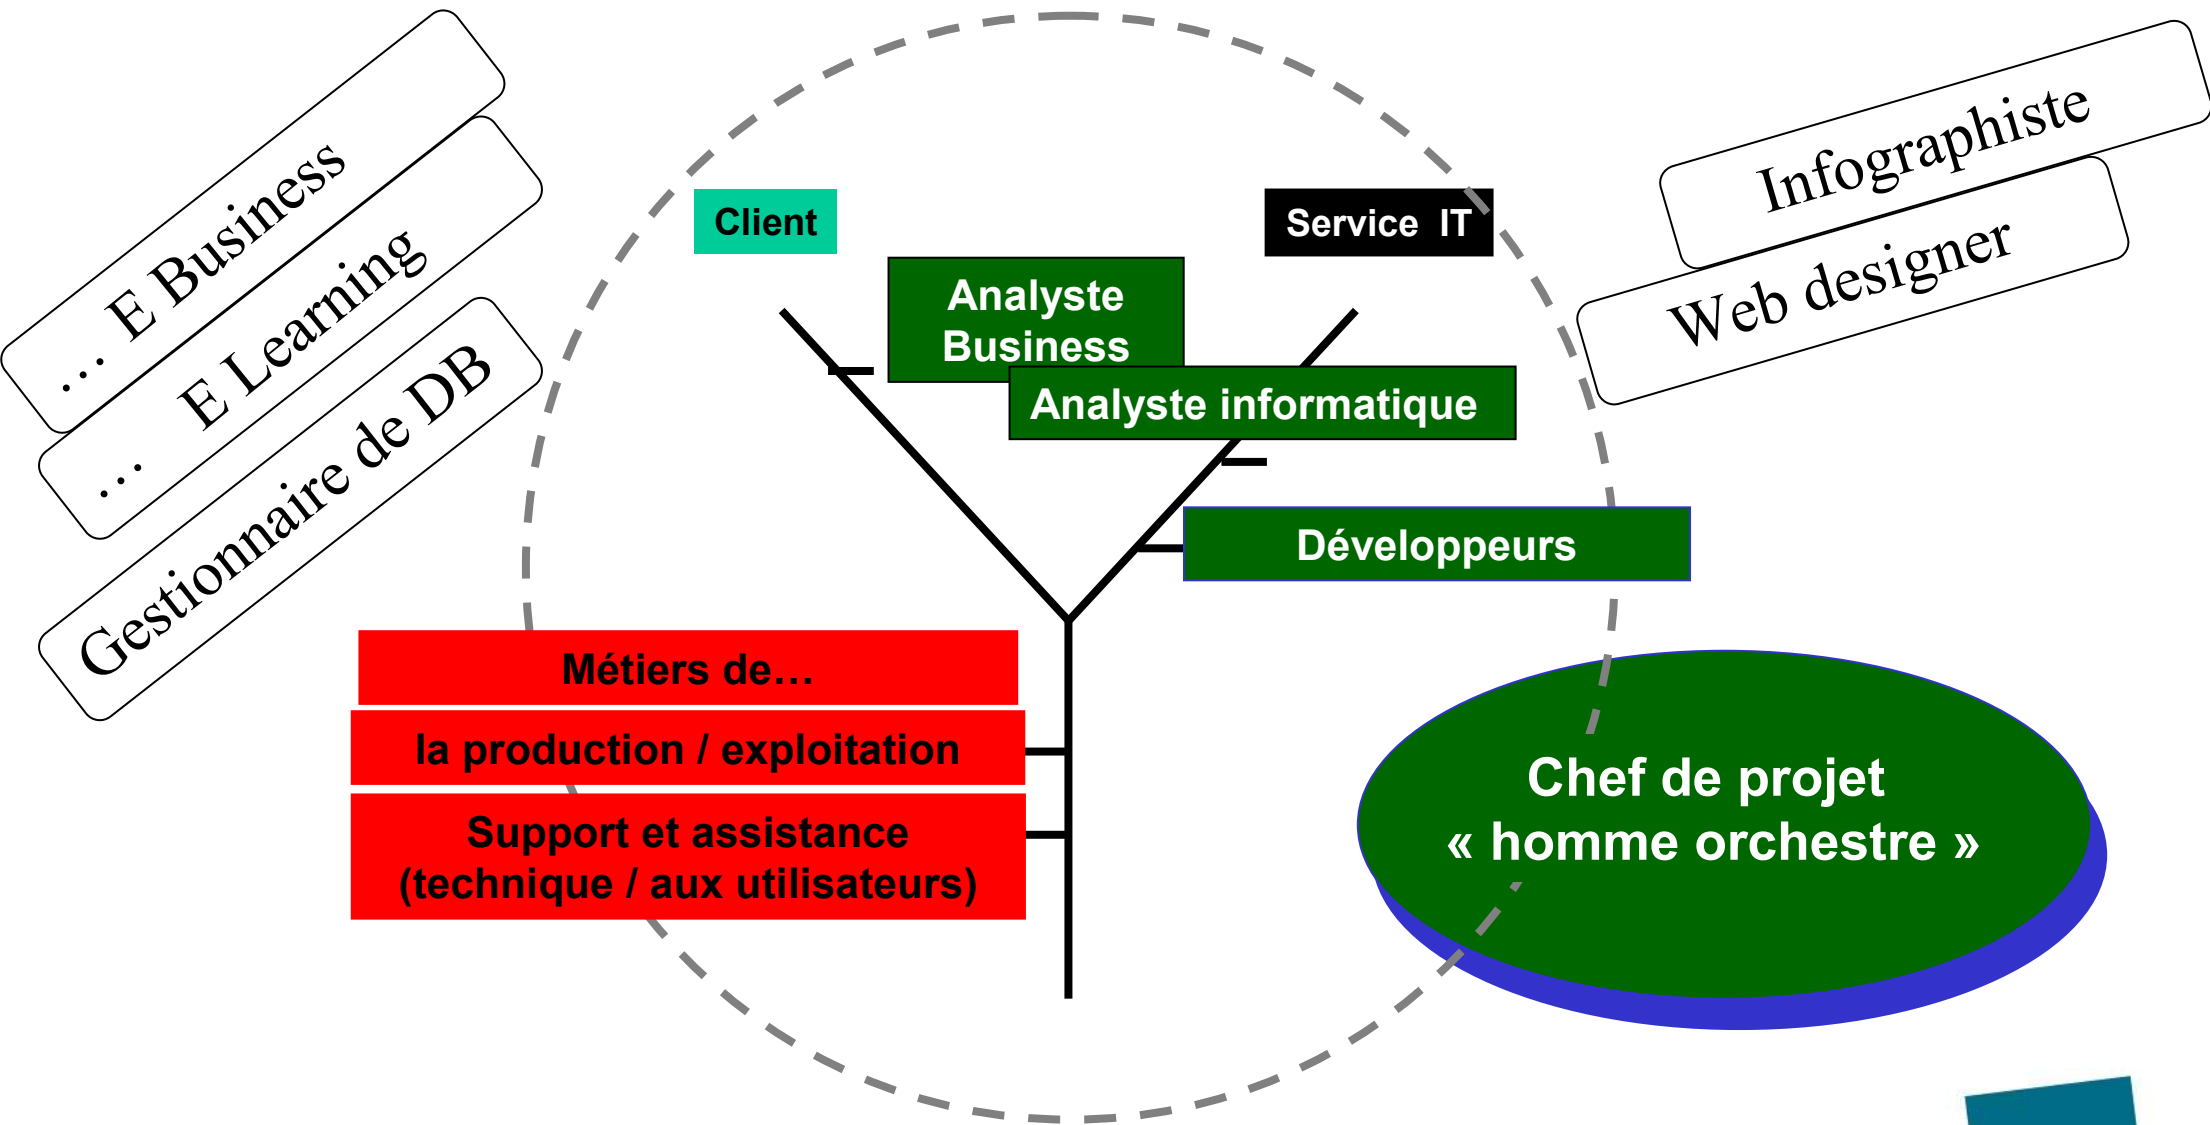 … E Business
… E Learning
Gestionnaire de DB
Client
Service IT
Infographiste
Web designer
Analyste
Business
Analyste informatique
Développeurs
Métiers de…
la production / exploitation
Support et assistance
(technique / aux utilisateurs)
Chef de projet
« homme orchestre »